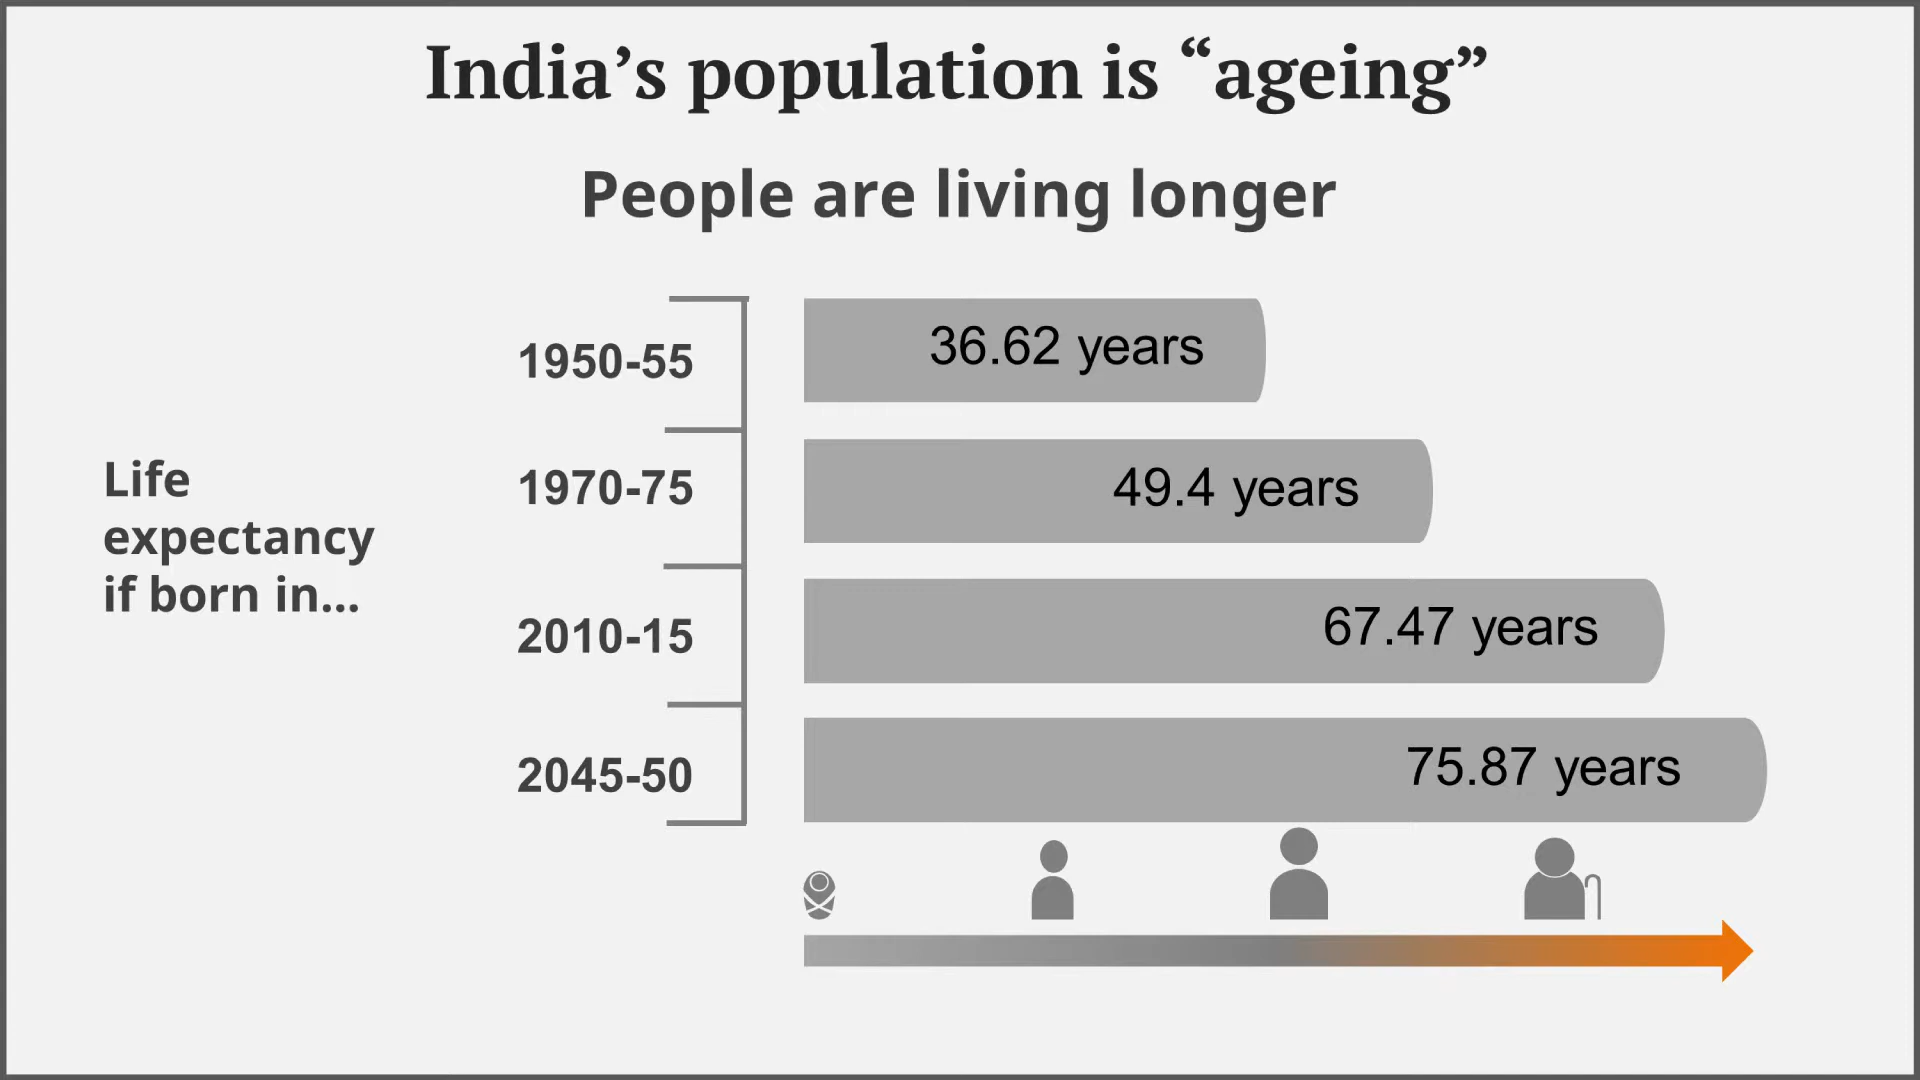 India’s population is “ageing”
People are living longer
Life
expectancy
if born in...
1950-55
36.62 years
1970-75
49.4 years
2010-15
67.47 years
2045-50
75.87 years